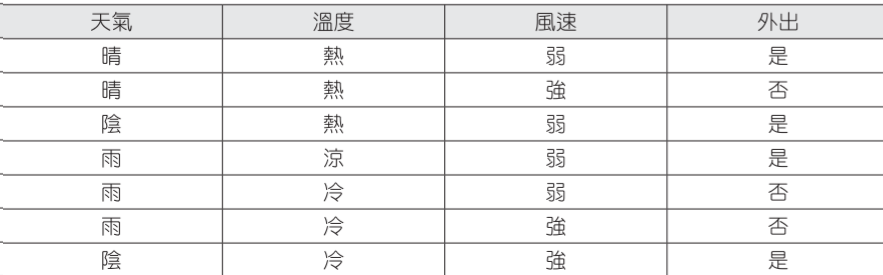 天氣 溫度 風速 外出
晴 熱 弱 是
晴 熱 強 否
陰 熱 弱 是
雨 涼 弱 是
雨 冷 弱 否
雨 冷 強 否
陰 冷 強 是